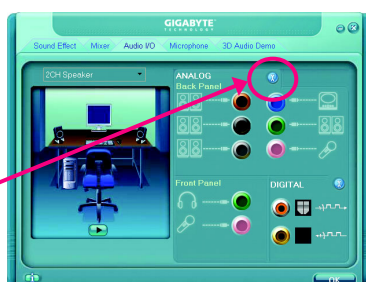 GIGABYTE
TECHNOLOGY
Sound Effect Mixer Audio I/O Microphone 3D Audio Demo
2CH Speaker
ANALOG
Back Panel
Front Panel
DIGITAL
OK